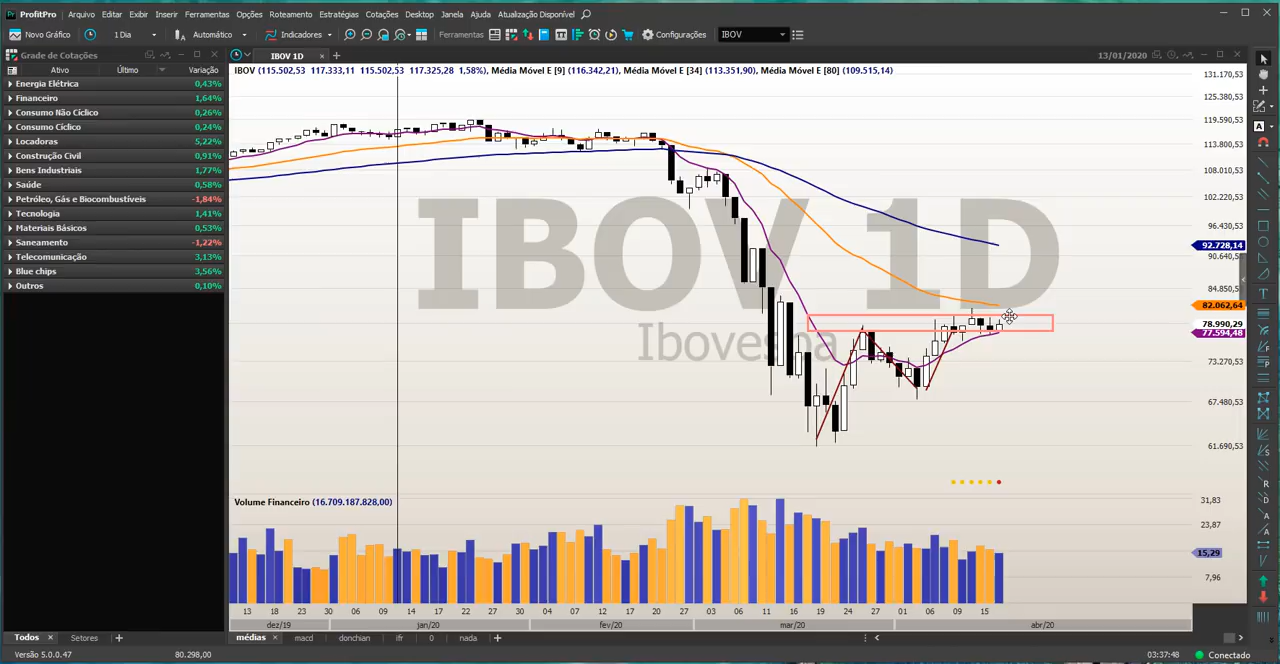 ProfitPro Arquivo Editar Exibir Inserir Ferramentas Opções Roteamento Estratégias Cotações Desktop Janela Ajuda Atualização Disponível
Novo Gráfico 1 Dia Automático Indicadores Ferramentas Configurações IBOV
Grade de Cotações
Ativo Último Variação
Energia Elétrica 0,43%
Financeiro 1,64%
Consumo Não Cíclico 0,26%
Consumo Cíclico 0,24%
Locadoras 5,22%
Construção Civil 0,91%
Bens Industriais 1,77%
Saúde 0,58%
Petróleo, Gás e Biocombustíveis -1,84%
Tecnologia 1,41%
Materiais Básicos 0,53%
Saneamento -1,22%
Telecomunicação 3,13%
Blue chips 3,56%
Outros 0,10%
IBOV 1D
13/01/2020
IBOV (115.502,53 117.333,11 115.502,53 117.325,28 1,58%), Média Móvel E [9] (116.342,21), Média Móvel E [34] (113.351,90), Média Móvel E [80] (109.515,14)
IBOV 1D
Ibovespa
131.170,53
125.380,53
119.590,53
113.800,53
108.010,53
102.220,53
96.430,53
92.728,14
90.640,53
84.850,53
82.062,64
78.990,29
77.594,48
73.270,53
67.480,53
61.690,53
Volume Financeiro (16.709.187.828,00)
31,83
23,87
15,29
7,96
13 18 23 30 06 09 14 17 22 27 30 04 07 12 17 20 27 03 06 11 16 19 24 27 01 06 09 15
dez/19 jan/20 fev/20 mar/20 abr/20
Todos Setores
médias macd donchian ifr 0 nada
Versão 5.0.0.47 80.298,00 03:37:48 Conectado